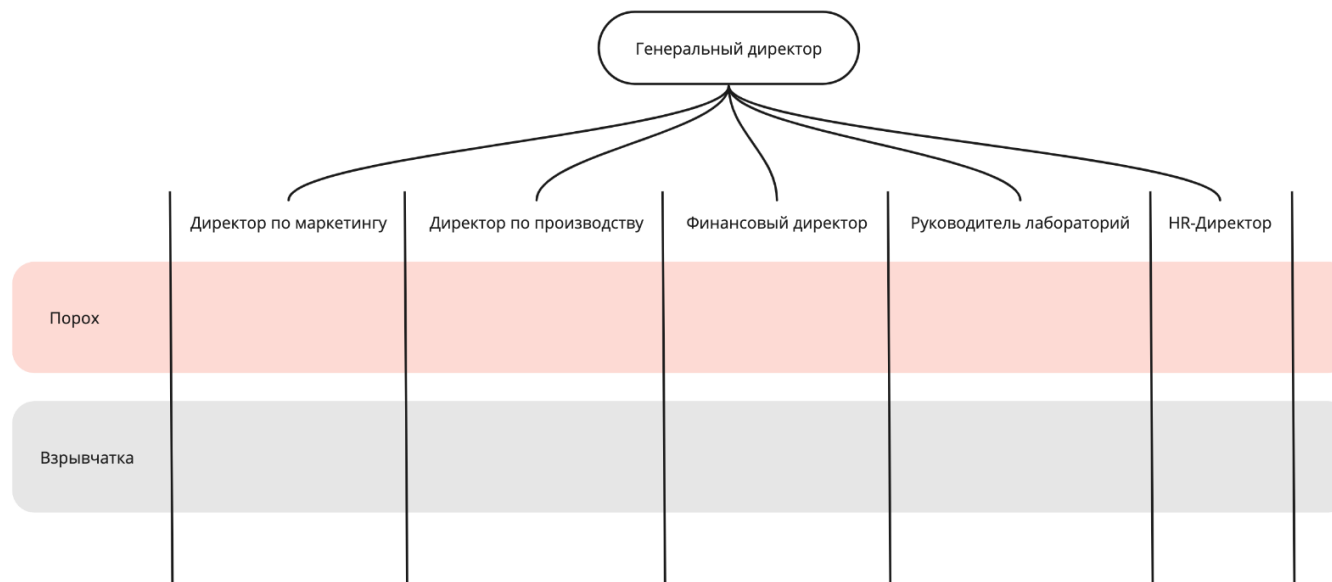 Генеральный директор
Директор по маркетингу
Директор по производству
Финансовый директор
Руководитель лабораторий
HR-Директор
Порох
Взрывчатка